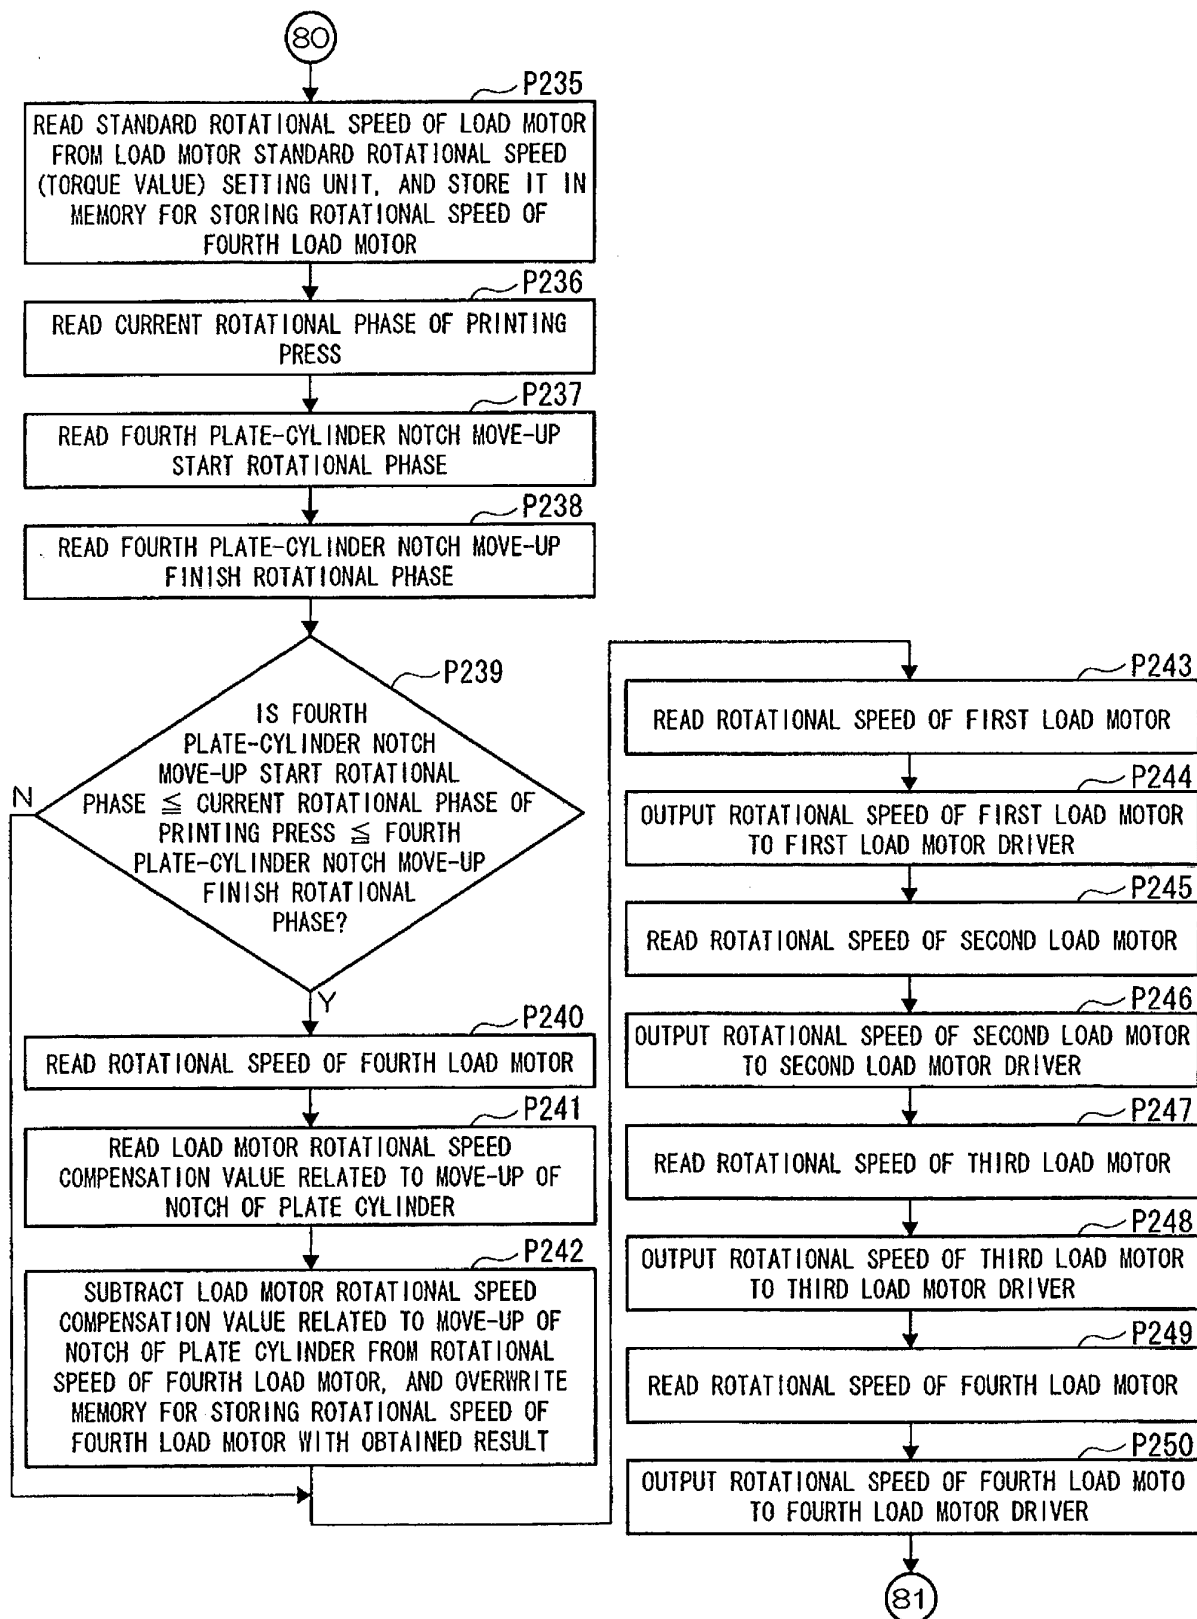 80
P235
READ STANDARD ROTATIONAL SPEED OF LOAD MOTOR
FROM LOAD MOTOR STANDARD ROTATIONAL SPEED
(TORQUE VALUE) SETTING UNIT, AND STORE IT IN
MEMORY FOR STORING ROTATIONAL SPEED OF
FOURTH LOAD MOTOR
P236
READ CURRENT ROTATIONAL PHASE OF PRINTING
PRESS
P237
READ FOURTH PLATE-CYLINDER NOTCH MOVE-UP
START ROTATIONAL PHASE
P238
READ FOURTH PLATE-CYLINDER NOTCH MOVE-UP
FINISH ROTATIONAL PHASE
P239
IS FOURTH
PLATE-CYLINDER NOTCH
MOVE-UP START ROTATIONAL
PHASE ≦ CURRENT ROTATIONAL PHASE OF
PRINTING PRESS ≦ FOURTH
PLATE-CYLINDER NOTCH MOVE-UP
FINISH ROTATIONAL
PHASE?
N
Y
P240
READ ROTATIONAL SPEED OF FOURTH LOAD MOTOR
P241
READ LOAD MOTOR ROTATIONAL SPEED
COMPENSATION VALUE RELATED TO MOVE-UP OF
NOTCH OF PLATE CYLINDER
P242
SUBTRACT LOAD MOTOR ROTATIONAL SPEED
COMPENSATION VALUE RELATED TO MOVE-UP OF
NOTCH OF PLATE CYLINDER FROM ROTATIONAL
SPEED OF FOURTH LOAD MOTOR, AND OVERWRITE
MEMORY FOR STORING ROTATIONAL SPEED OF
FOURTH LOAD MOTOR WITH OBTAINED RESULT
P243
READ ROTATIONAL SPEED OF FIRST LOAD MOTOR
P244
OUTPUT ROTATIONAL SPEED OF FIRST LOAD MOTOR
TO FIRST LOAD MOTOR DRIVER
P245
READ ROTATIONAL SPEED OF SECOND LOAD MOTOR
P246
OUTPUT ROTATIONAL SPEED OF SECOND LOAD MOTOR
TO SECOND LOAD MOTOR DRIVER
P247
READ ROTATIONAL SPEED OF THIRD LOAD MOTOR
P248
OUTPUT ROTATIONAL SPEED OF THIRD LOAD MOTOR
TO THIRD LOAD MOTOR DRIVER
P249
READ ROTATIONAL SPEED OF FOURTH LOAD MOTOR
P250
OUTPUT ROTATIONAL SPEED OF FOURTH LOAD MOTO
TO FOURTH LOAD MOTOR DRIVER
81